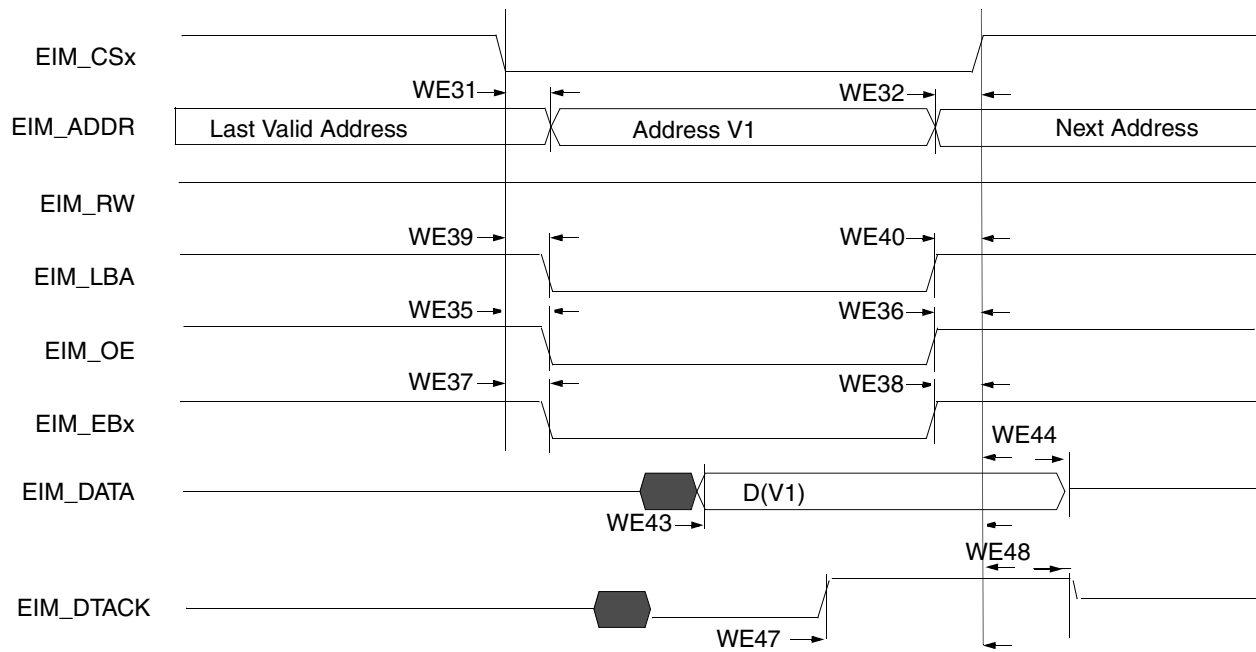 EIM_CSx
WE31
WE32
EIM_ADDR
Last Valid Address
Address V1
Next Address
EIM_RW
WE39
WE40
EIM_LBA
WE35
WE36
EIM_OE
WE37
WE38
EIM_EBx
WE44
EIM_DATA
D(V1)
WE43
WE48
EIM_DTACK
WE47